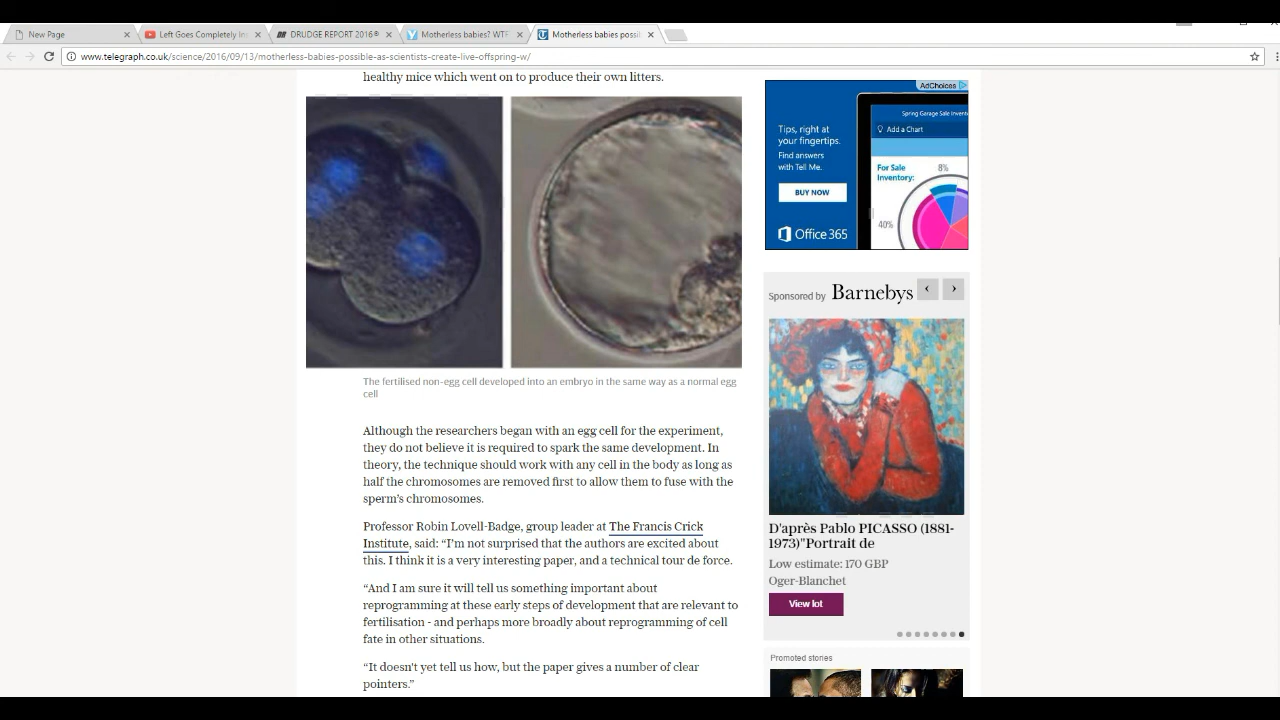 New Page
Left Goes Completely In
DRUDGE REPORT 2016®
Motherless babies? WTF
Motherless babies possi
www.telegraph.co.uk/science/2016/09/13/motherless-babies-possible-as-scientists-create-live-offspring-w/
healthy mice which went on to produce their own litters.
The fertilised non-egg cell developed into an embryo in the same way as a normal egg
cell
Although the researchers began with an egg cell for the experiment,
they do not believe it is required to spark the same development. In
theory, the technique should work with any cell in the body as long as
half the chromosomes are removed first to allow them to fuse with the
sperm's chromosomes.
Professor Robin Lovell-Badge, group leader at The Francis Crick
Institute, said: “I'm not surprised that the authors are excited about
this. I think it is a very interesting paper, and a technical tour de force.
“And I am sure it will tell us something important about
reprogramming at these early steps of development that are relevant to
fertilisation - and perhaps more broadly about reprogramming of cell
fate in other situations.
“It doesn't yet tell us how, but the paper gives a number of clear
pointers.”
AdChoices
Tips, right at
your fingertips.
Find answers
with Tell Me.
BUY NOW
Office 365
Spring Garage Sale Invent
Add a Chart
For Sale
Inventory:
8%
40%
Sponsored by Barnebys
D'après Pablo PICASSO (1881-
1973)"Portrait de
Low estimate: 170 GBP
Oger-Blanchet
View lot
Promoted stories